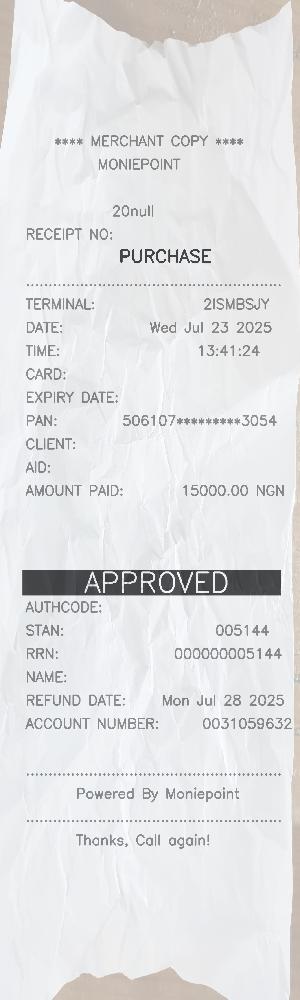 **** MERCHANT COPY ****
MONIEPOINT
20null
RECEIPT NO:
PURCHASE
TERMINAL: 2ISMBSJY
DATE: Wed Jul 23 2025
TIME: 13:41:24
CARD:
EXPIRY DATE:
PAN: 506107*********3054
CLIENT:
AID:
AMOUNT PAID: 15000.00 NGN
APPROVED
AUTHCODE:
STAN: 005144
RRN: 000000005144
NAME:
REFUND DATE: Mon Jul 28 2025
ACCOUNT NUMBER: 0031059632
Powered By Moniepoint
Thanks, Call again!